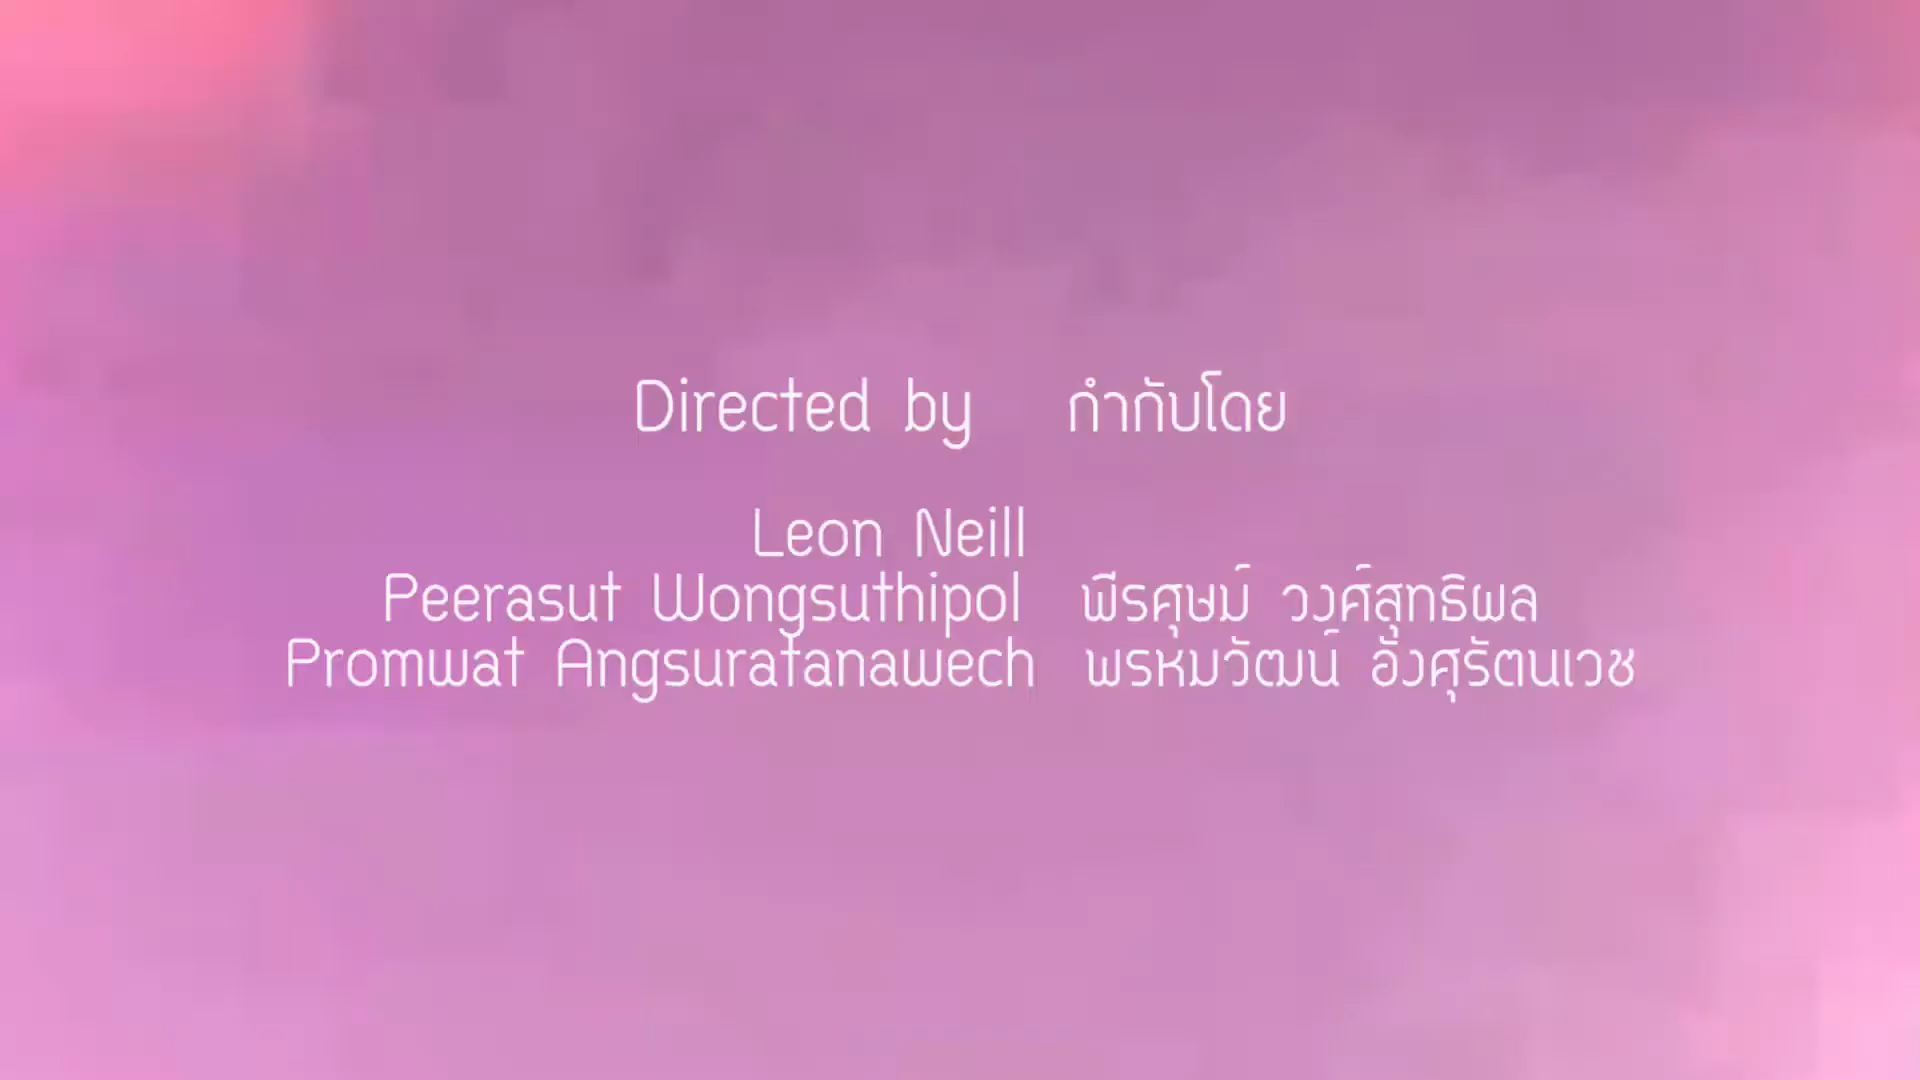 Directed by กำกับโดย
Leon Neill
Peerasut Wongsuthipol พีรศุษม์ วงศ์สุทธิผล
Promwat Angsuratanawech พรหมวัฒน์ อังศุรัตนเวช